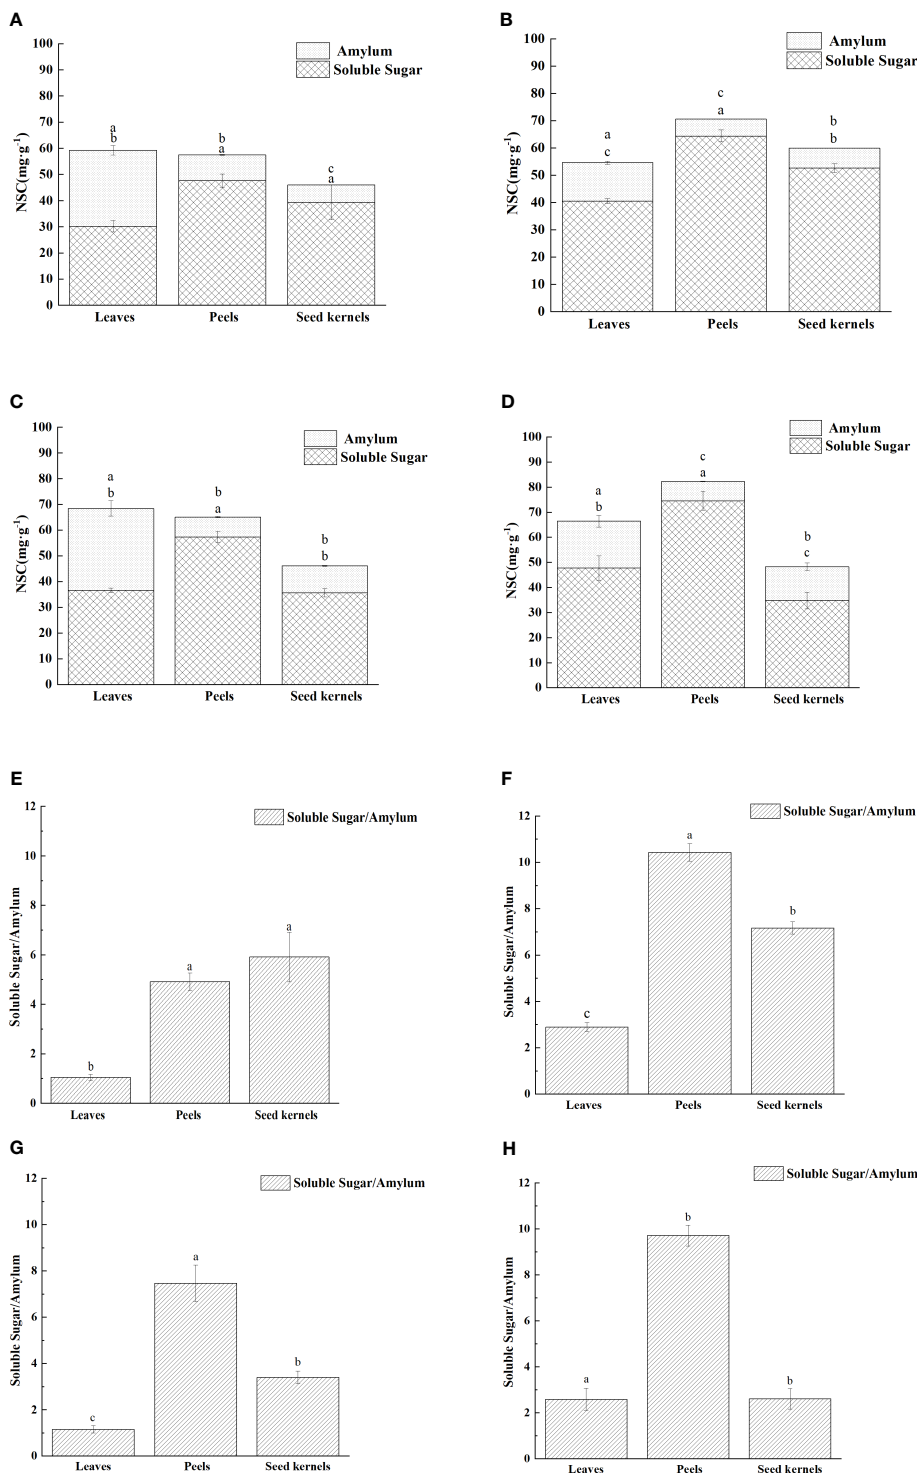 A
Amylum
Soluble Sugar
NSC(mg·g⁻¹)
100
90
80
70
60
50
40
30
20
10
0
a
b
b
a
c
a
Leaves Peels Seed kernels
B
Amylum
Soluble Sugar
NSC(mg·g⁻¹)
100
90
80
70
60
50
40
30
20
10
0
a
c
c
a
b
b
Leaves Peels Seed kernels
C
Amylum
Soluble Sugar
NSC(mg·g⁻¹)
100
90
80
70
60
50
40
30
20
10
0
a
b
b
a
b
b
Leaves Peels Seed kernels
D
Amylum
Soluble Sugar
NSC(mg·g⁻¹)
100
90
80
70
60
50
40
30
20
10
0
a
b
c
a
b
c
Leaves Peels Seed kernels
E
Soluble Sugar/Amylum
Soluble Sugar/Amylum
12
10
8
6
4
2
0
b
a
a
Leaves Peels Seed kernels
F
Soluble Sugar/Amylum
Soluble Sugar/Amylum
12
10
8
6
4
2
0
c
a
b
Leaves Peels Seed kernels
G
Soluble Sugar/Amylum
Soluble Sugar/Amylum
12
10
8
6
4
2
0
c
a
b
Leaves Peels Seed kernels
H
Soluble Sugar/Amylum
Soluble Sugar/Amylum
12
10
8
6
4
2
0
a
b
b
Leaves Peels Seed kernels